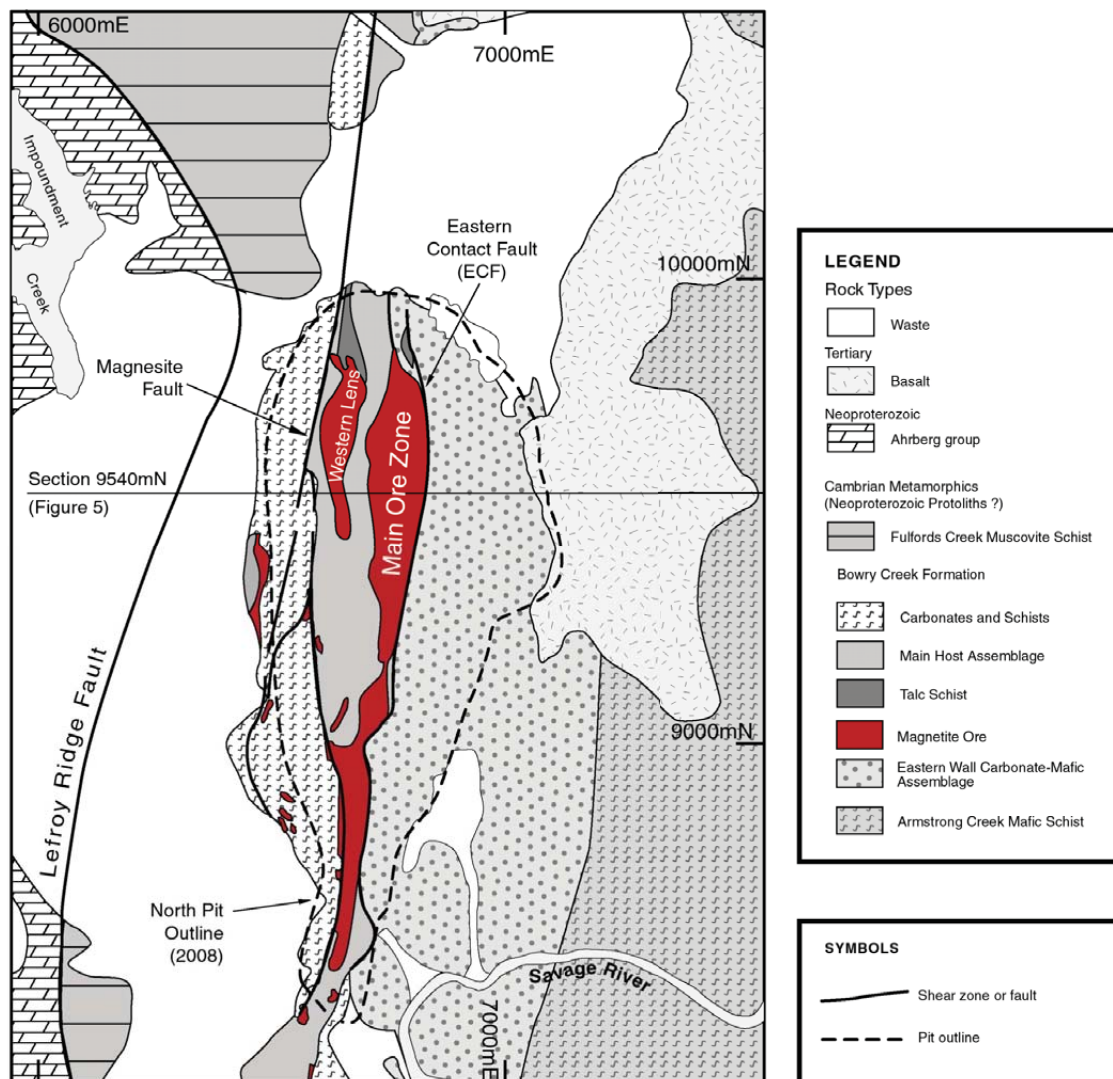 6000mE
7000mE
Impoundment
Creek
Eastern
Contact Fault
(ECF)
10000mN
Magnesite
Fault
Western Lens
Main Ore Zone
Section 9540mN
(Figure 5)
9000mN
Lefroy Ridge Fault
North Pit
Outline
(2008)
Savage River
7000mE
LEGEND
Rock Types
Waste
Tertiary
Basalt
Neoproterozoic
Ahrberg group
Cambrian Metamorphics
(Neoproterozoic Protoliths ?)
Fulfords Creek Muscovite Schist
Bowry Creek Formation
Carbonates and Schists
Main Host Assemblage
Talc Schist
Magnetite Ore
Eastern Wall Carbonate-Mafic
Assemblage
Armstrong Creek Mafic Schist
SYMBOLS
Shear zone or fault
Pit outline